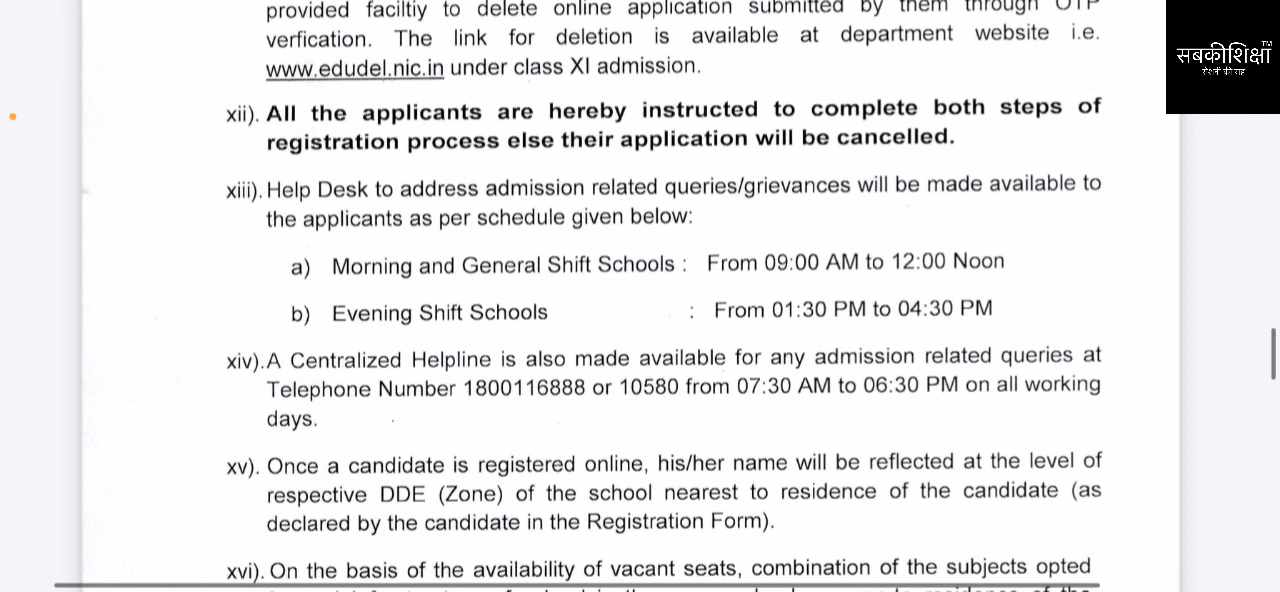 provided faciltiy to delete online application submitted by them through OTP
verfication. The link for deletion is available at department website i.e.
www.edudel.nic.in under class XI admission.
सबकीशिक्षा™
रोशनी की राह
xii). All the applicants are hereby instructed to complete both steps of
registration process else their application will be cancelled.
xiii). Help Desk to address admission related queries/grievances will be made available to
the applicants as per schedule given below:
a) Morning and General Shift Schools : From 09:00 AM to 12:00 Noon
b) Evening Shift Schools : From 01:30 PM to 04:30 PM
xiv). A Centralized Helpline is also made available for any admission related queries at
Telephone Number 1800116888 or 10580 from 07:30 AM to 06:30 PM on all working
days.
xv). Once a candidate is registered online, his/her name will be reflected at the level of
respective DDE (Zone) of the school nearest to residence of the candidate (as
declared by the candidate in the Registration Form).
xvi). On the basis of the availability of vacant seats, combination of the subjects opted